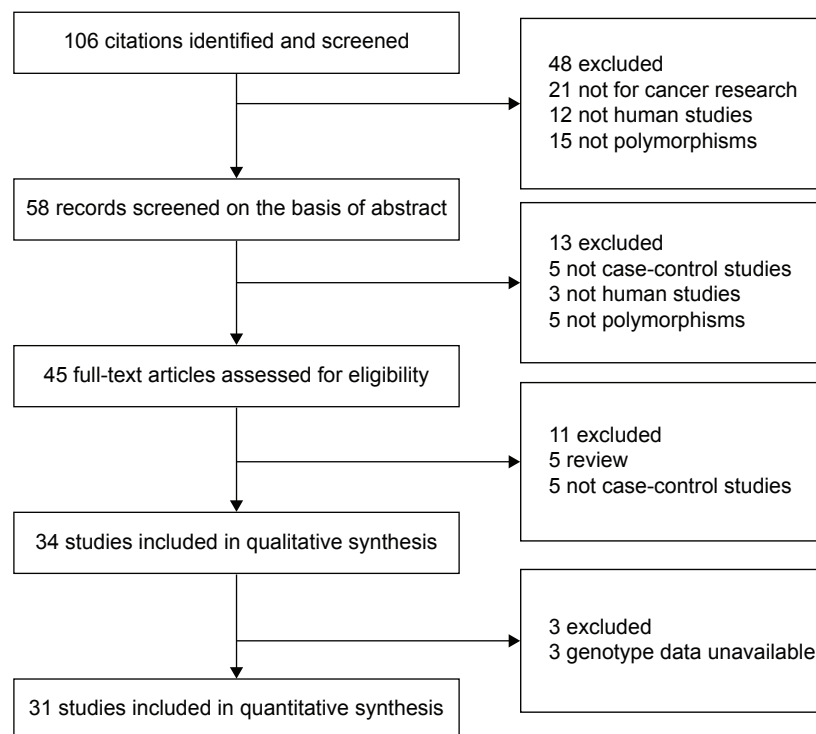 106 citations identified and screened
48 excluded
21 not for cancer research
12 not human studies
15 not polymorphisms
58 records screened on the basis of abstract
13 excluded
5 not case-control studies
3 not human studies
5 not polymorphisms
45 full-text articles assessed for eligibility
11 excluded
5 review
5 not case-control studies
34 studies included in qualitative synthesis
3 excluded
3 genotype data unavailable
31 studies included in quantitative synthesis